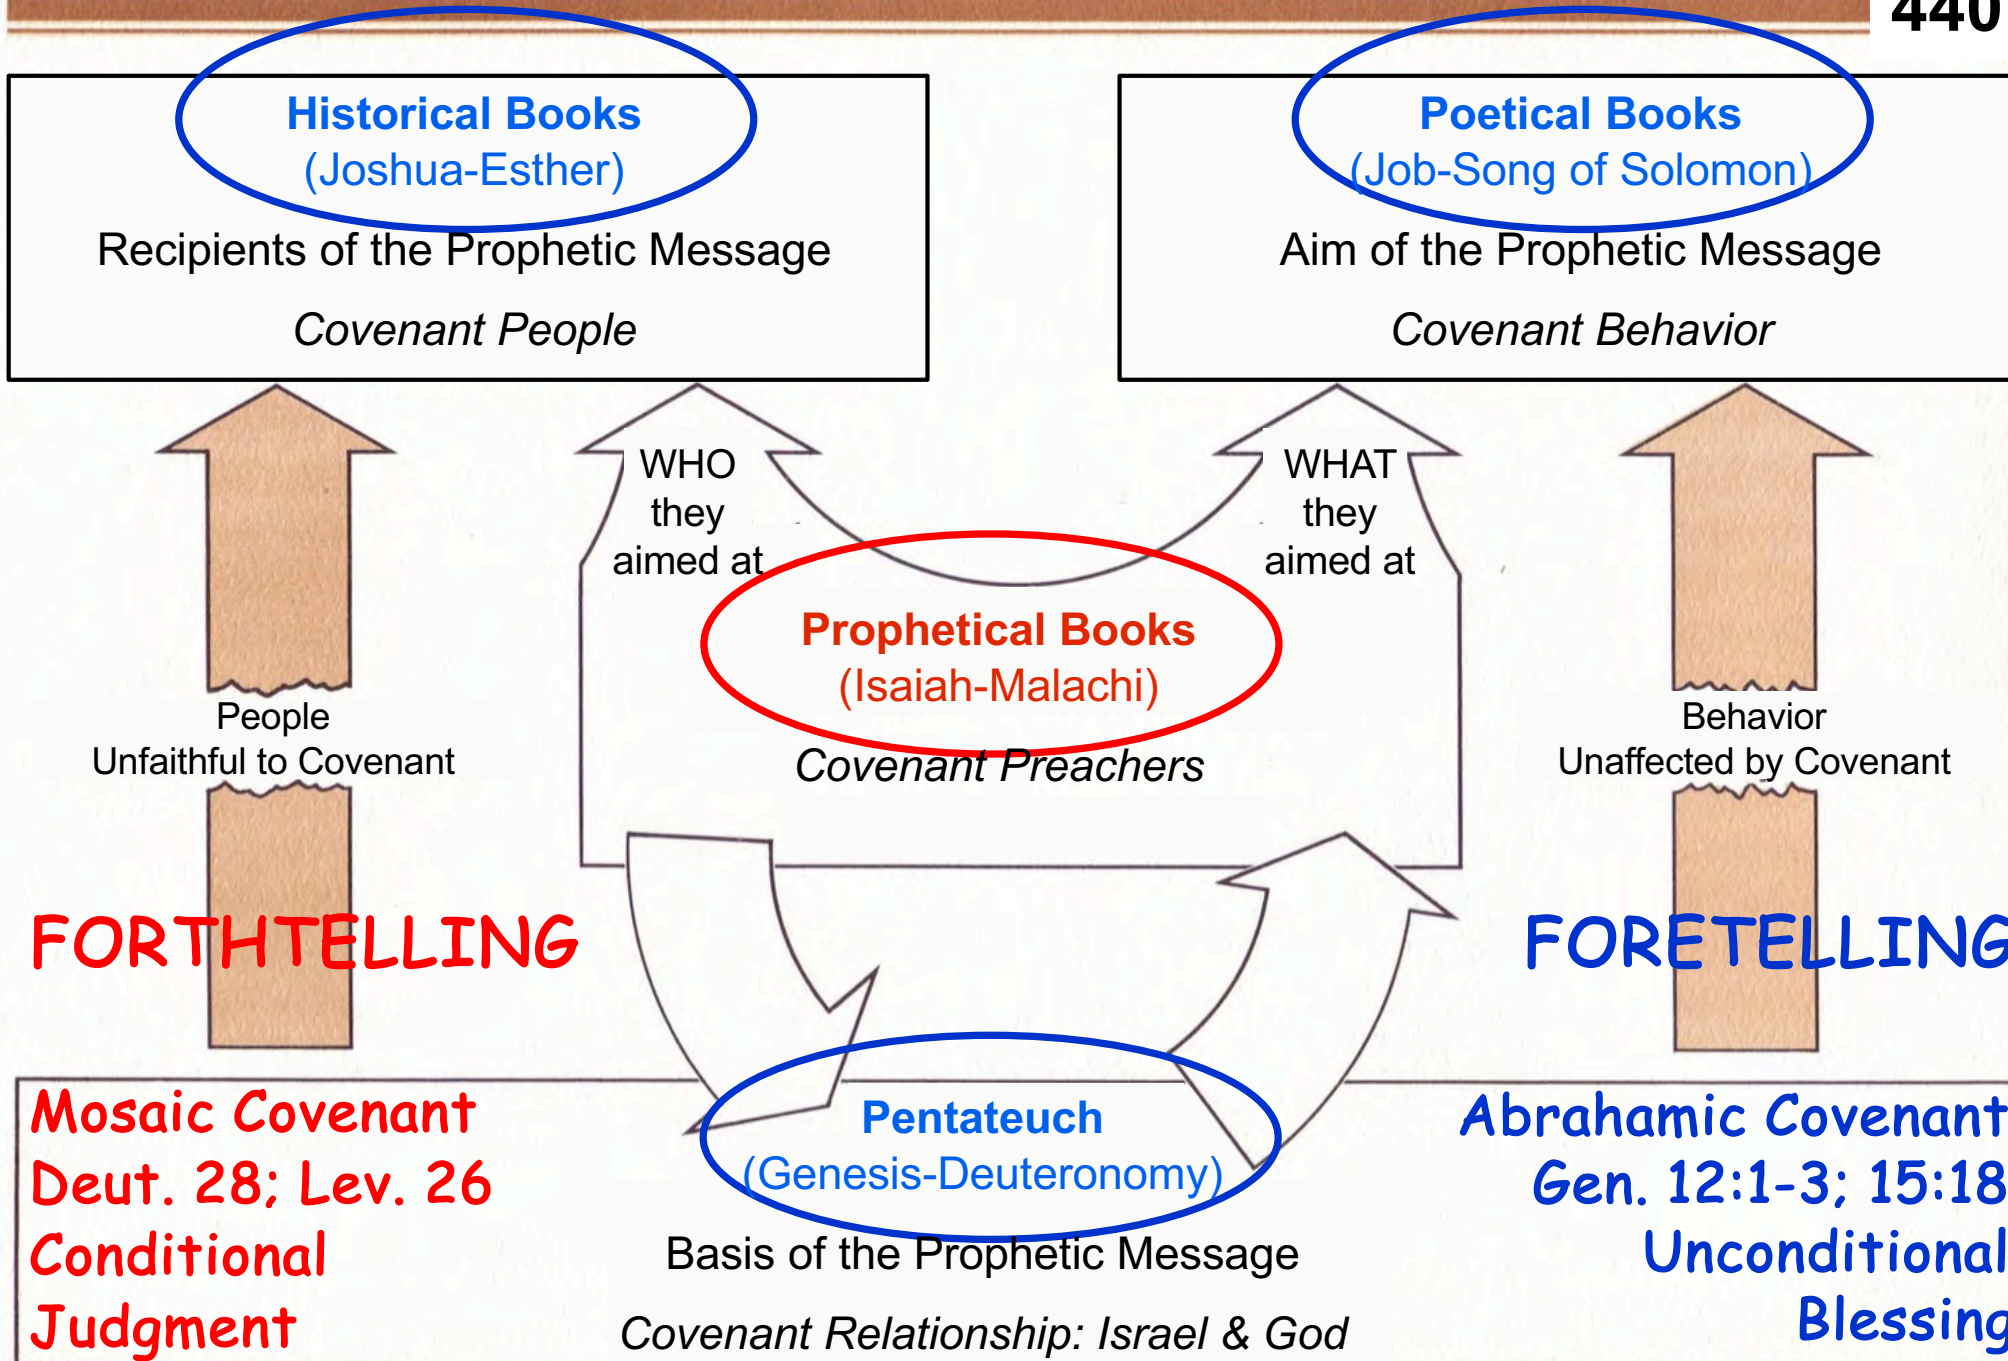 440
Historical Books
(Joshua-Esther)
Recipients of the Prophetic Message
Covenant People
Poetical Books
(Job-Song of Solomon)
Aim of the Prophetic Message
Covenant Behavior
WHO
they
aimed at
WHAT
they
aimed at
Prophetical Books
(Isaiah-Malachi)
Covenant Preachers
People
Unfaithful to Covenant
Behavior
Unaffected by Covenant
FORTHTELLING
FORETELLING
Mosaic Covenant
Deut. 28; Lev. 26
Conditional
Judgment
Pentateuch
(Genesis-Deuteronomy)
Basis of the Prophetic Message
Covenant Relationship: Israel & God
Abrahamic Covenant
Gen. 12:1-3; 15:18
Unconditional
Blessing